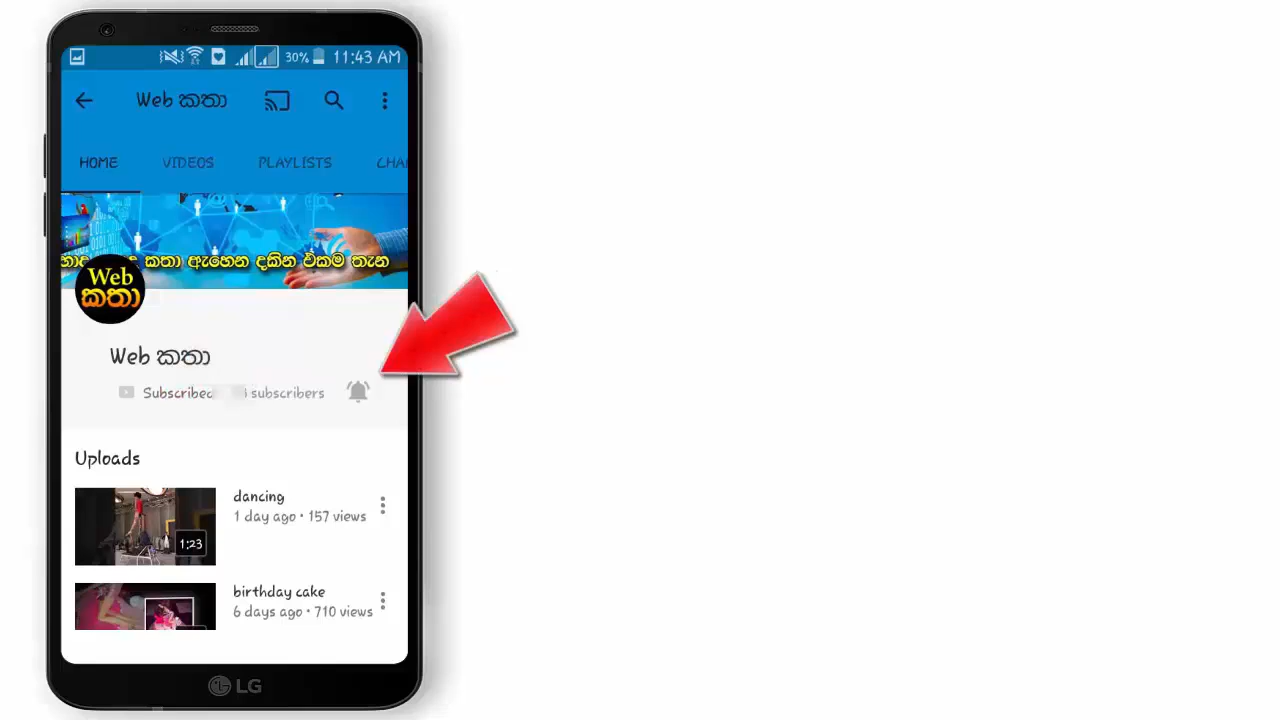 30% 11:43 AM
Web කතා
HOME VIDEOS PLAYLISTS CHA
කතා ඇහෙන දකින එකම තැන
Web
කතා
Web කතා
Subscribed subscribers
Uploads
dancing
1 day ago • 157 views
1:23
birthday cake
6 days ago • 710 views
LG